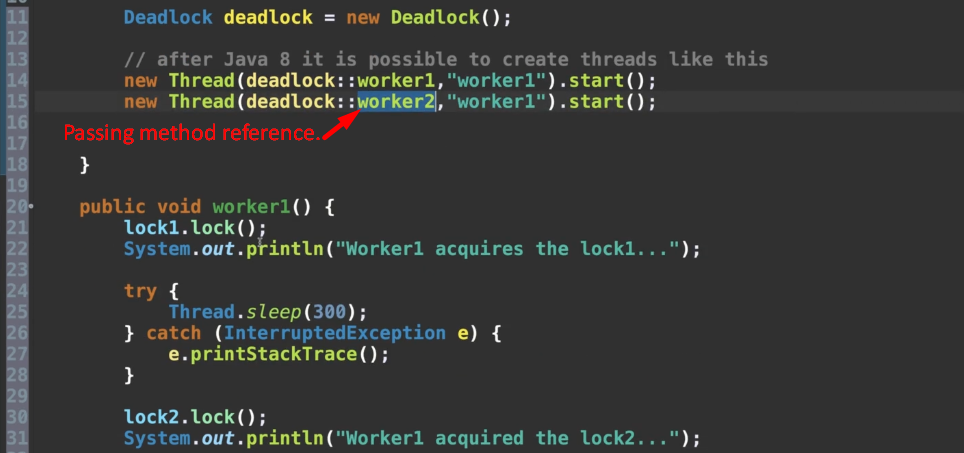 11 Deadlock deadlock = new Deadlock();
12
13 // after Java 8 it is possible to create threads like this
14 new Thread(deadlock::worker1,"worker1").start();
15 new Thread(deadlock::worker2,"worker1").start();
16
Passing method reference..
17
18 }
19
20 public void worker1() {
21 lock1.lock();
22 System.out.println("Worker1 acquires the lock1...");
23
24 try {
25 Thread.sleep(300);
26 } catch (InterruptedException e) {
27 e.printStackTrace();
28 }
29
30 lock2.lock();
31 System.out.println("Worker1 acquired the lock2...");